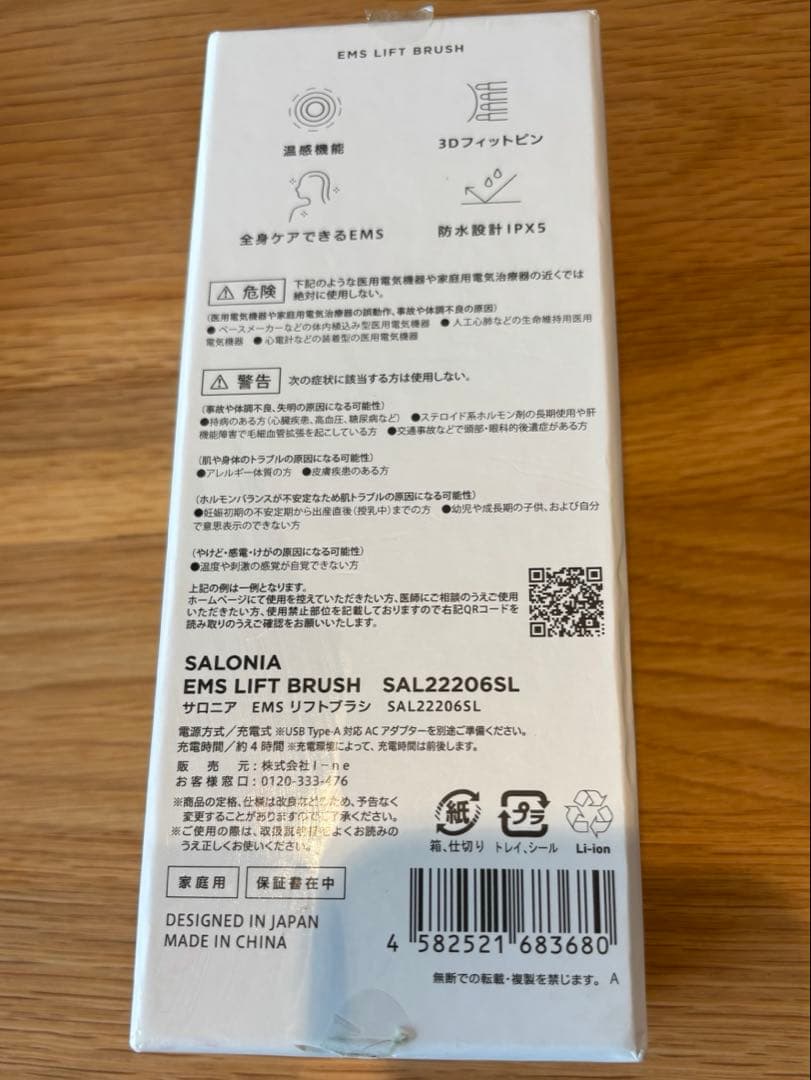 EMS LIFT BRUSH
温感機能
3Dフィットピン
全身ケアできるEMS
防水設計IPX5
危険
下記のような医用電気機器や家庭用電気治療器の近くでは
絶対に使用しない。
(医用電気機器や家庭用電気治療器の誤動作、事故や体調不良の原因)
●ペースメーカーなどの体内植込み型医用電気機器 ●人工心肺などの生命維持用医用
電気機器 ●心電計などの装着型の医用電気機器
警告
次の症状に該当する方は使用しない。
(事故や体調不良、失明の原因になる可能性)
●持病のある方(心臓疾患、高血圧、糖尿病など) ●ステロイド系ホルモン剤の長期使用や肝
機能障害で毛細血管拡張を起こしている方 ●交通事故などで頭部・眼科的後遺症がある方
(肌や身体のトラブルの原因になる可能性)
●アレルギー体質の方 ●皮膚疾患のある方
(ホルモンバランスが不安定なため肌トラブルの原因になる可能性)
●妊娠初期の不安定期から出産直後(授乳中)までの方 ●幼児や成長期の子供、および自分
で意思表示のできない方
(やけど・感電・けがの原因になる可能性)
●温度や刺激の感覚が自覚できない方
上記の例は一例となります。
ホームページにて使用を控えていただきたい方、医師にご相談のうえご使用
いただきたい方、使用禁止部位を記載しておりますので右記QRコードを
読み取りのうえご確認をお願いいたします。
SALONIA
EMS LIFT BRUSH SAL22206SL
サロニア EMS リフトブラシ SAL22206SL
電源方式/充電式 ※USB Type-A 対応 AC アダプターを別途ご準備ください。
充電時間/約4時間 ※充電環境によって、充電時間は前後します。
販売元:株式会社I-ne
お客様窓口:0120-333-476
※商品の定格、仕様は改良などのため、予告なく
変更することがありますのでご了承ください。
※ご使用の際は、取扱説明書をよくお読みの
うえ正しくお使いください。
紙
箱、仕切り
プラ
トレイ、シール
Li-ion
家庭用
保証書在中
DESIGNED IN JAPAN
MADE IN CHINA
4 582521 683680
無断での転載・複製を禁じます。 A